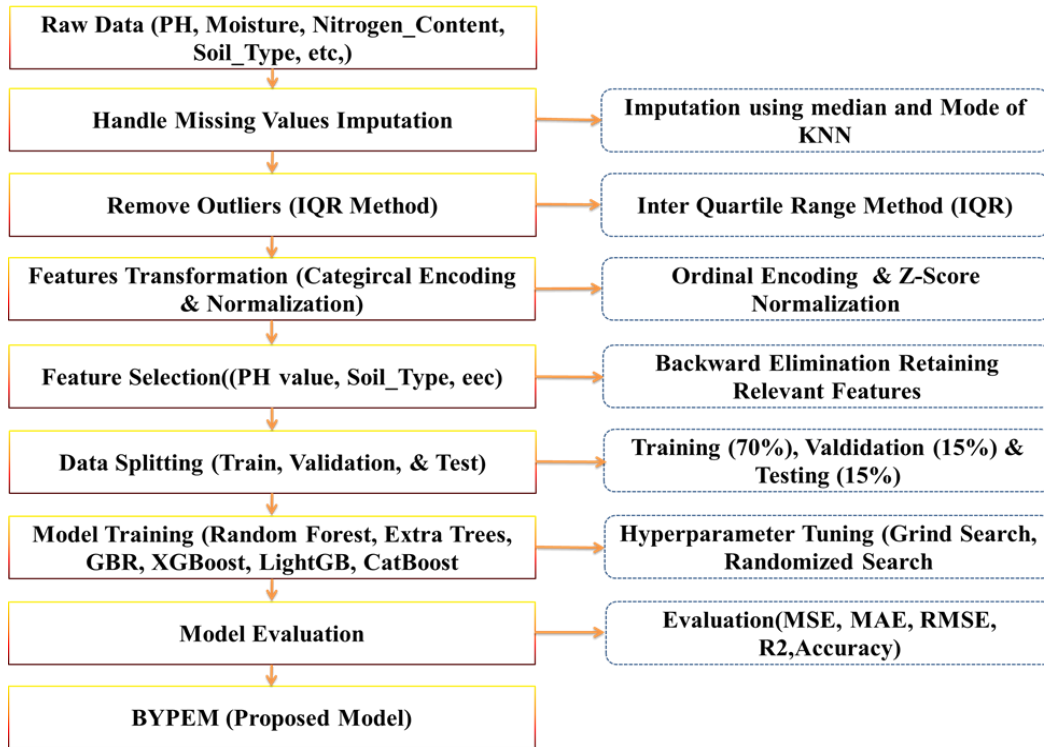 Raw Data (PH, Moisture, Nitrogen_Content,
Soil_Type, etc,)
Handle Missing Values Imputation
Imputation using median and Mode of
KNN
Remove Outliers (IQR Method)
Inter Quartile Range Method (IQR)
Features Transformation (Categircal Encoding
& Normalization)
Ordinal Encoding & Z-Score
Normalization
Feature Selection((PH value, Soil_Type, eec)
Backward Elimination Retaining
Relevant Features
Data Splitting (Train, Validation, & Test)
Training (70%), Valdidation (15%) &
Testing (15%)
Model Training (Random Forest, Extra Trees,
GBR, XGBoost, LightGB, CatBoost
Hyperparameter Tuning (Grind Search,
Randomized Search
Model Evaluation
Evaluation(MSE, MAE, RMSE,
R2,Accuracy)
BYPEM (Proposed Model)